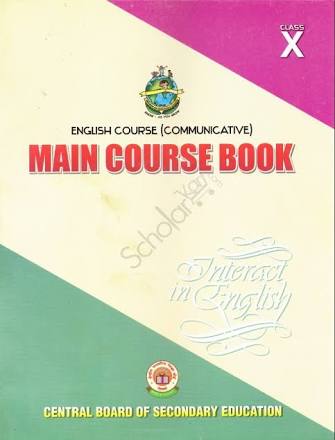 CLASS
X
ENGLISH COURSE (COMMUNICATIVE)
MAIN COURSE BOOK
Interact
in English
CENTRAL BOARD OF SECONDARY EDUCATION